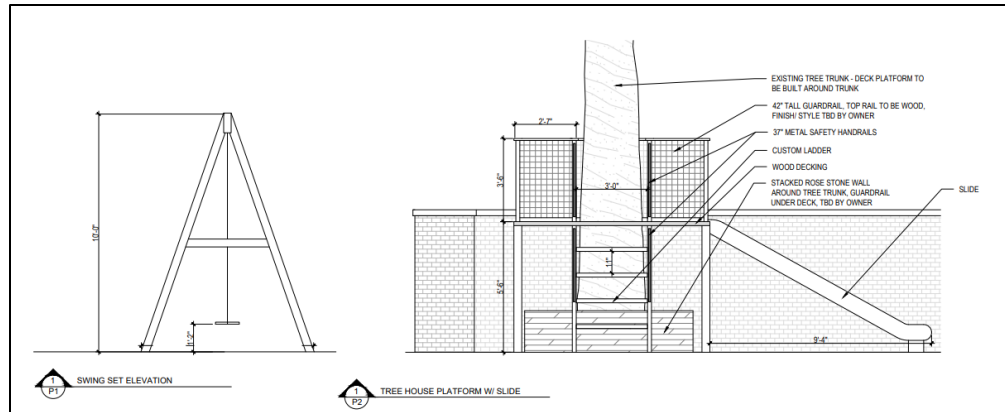 EXISTING TREE TRUNK - DECK PLATFORM TO
BE BUILT AROUND TRUNK
42" TALL GUARDRAIL, TOP RAIL TO BE WOOD,
FINISH/ STYLE TBD BY OWNER
37" METAL SAFETY HANDRAILS
CUSTOM LADDER
WOOD DECKING
STACKED ROSE STONE WALL
AROUND TREE TRUNK, GUARDRAIL
UNDER DECK, TBD BY OWNER
SLIDE
2'-7"
3'-6"
3'-0"
10'-0"
11"
5'-6"
1'-2"
9'-4"
1
P1
SWING SET ELEVATION
1
P2
TREE HOUSE PLATFORM W/ SLIDE